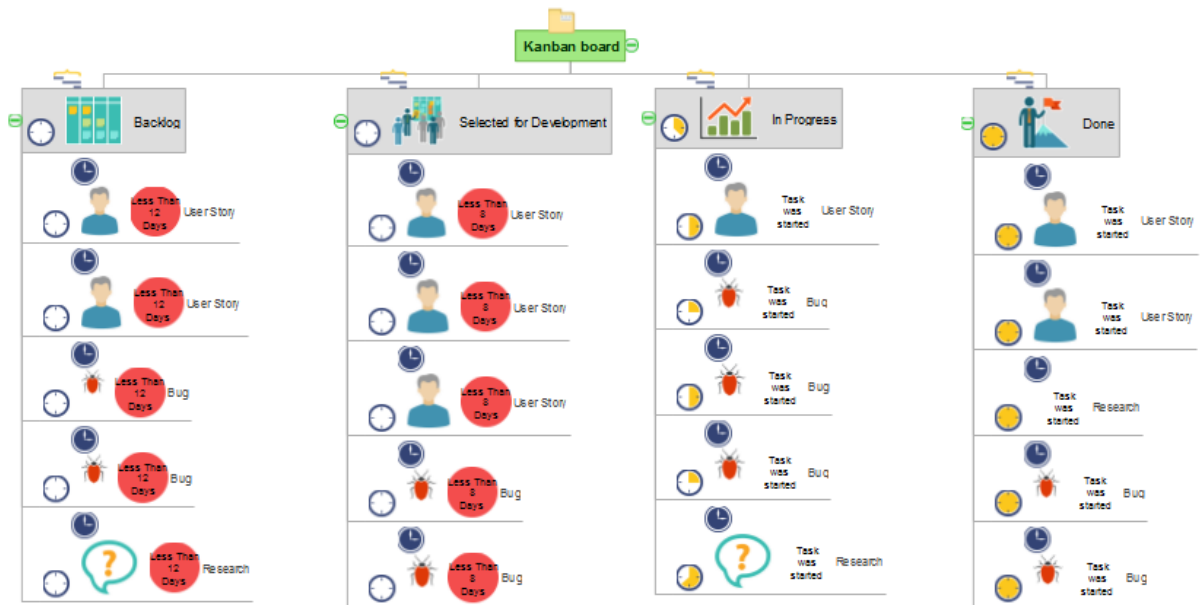 Kanban board
Backlog
Less Than
12
Days
User Story
Less Than
12
Days
User Story
Less Than
12
Days
Bug
Less Than
12
Days
Bug
Less Than
12
Days
Research
Selected for Development
Less Than
8
Days
User Story
Less Than
8
Days
User Story
Less Than
8
Days
User Story
Less Than
8
Days
Bug
Less Than
8
Days
Bug
In Progress
Task
was
started
User Story
Task
was
started
Bug
Task
was
started
Bug
Task
was
started
Bug
Task
was
started
Research
Done
Task
was
started
User Story
Task
was
started
User Story
Task
was
started
Research
Task
was
started
Bug
Task
was
started
Bug